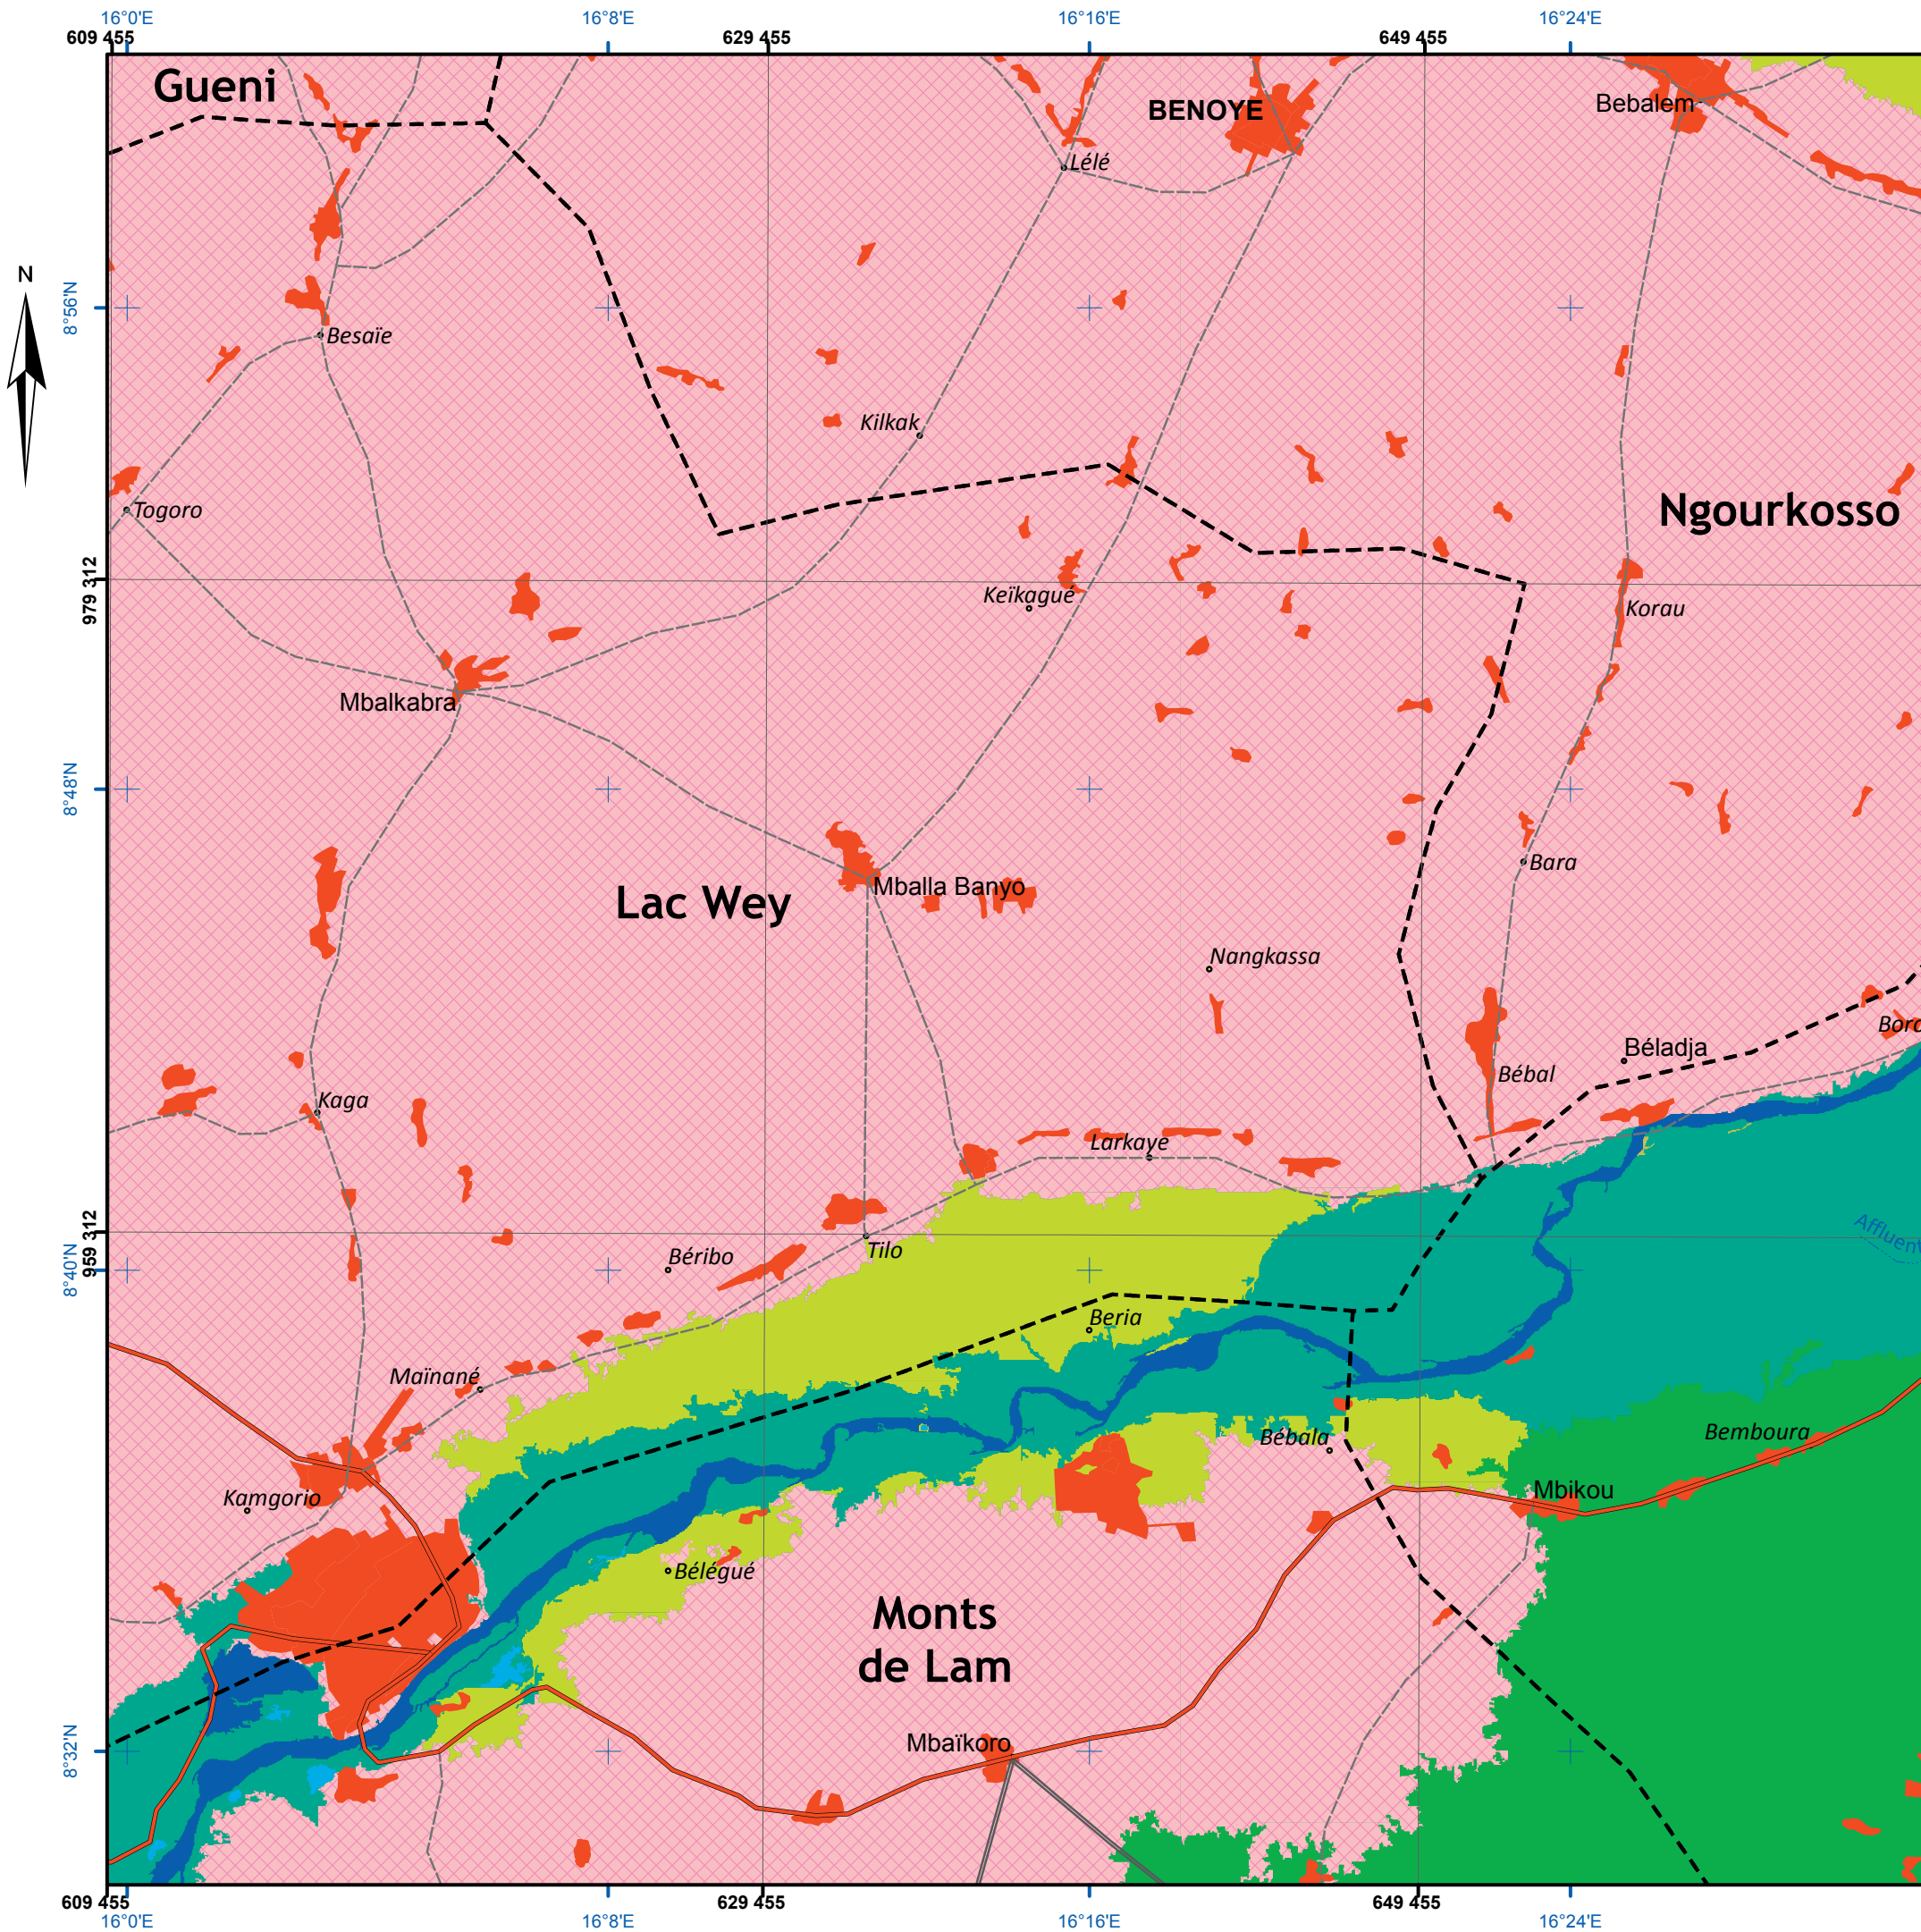 16°0'E
16°8'E
16°16'E
16°24'E
609 455
629 455
649 455
Gueni
BENOYE
Bebalem
Lélé
N
8°56'N
Besaïe
Kilkak
Togoro
Ngourkosso
979 312
Keïkagué
Korau
Mbalkabra
8°48'N
Bara
Mballa Banyo
Lac Wey
Nangkassa
Boro
Béladja
Bébal
Kaga
Larkaye
959 312
Affluent
Tilo
Béribo
8°40'N
Beria
Maïnané
Bemboura
Bébala
Mbikou
Kamgorio
Bélégué
Monts
de Lam
Mbaïkoro
8°32'N
609 455
629 455
649 455
16°0'E
16°8'E
16°16'E
16°24'E